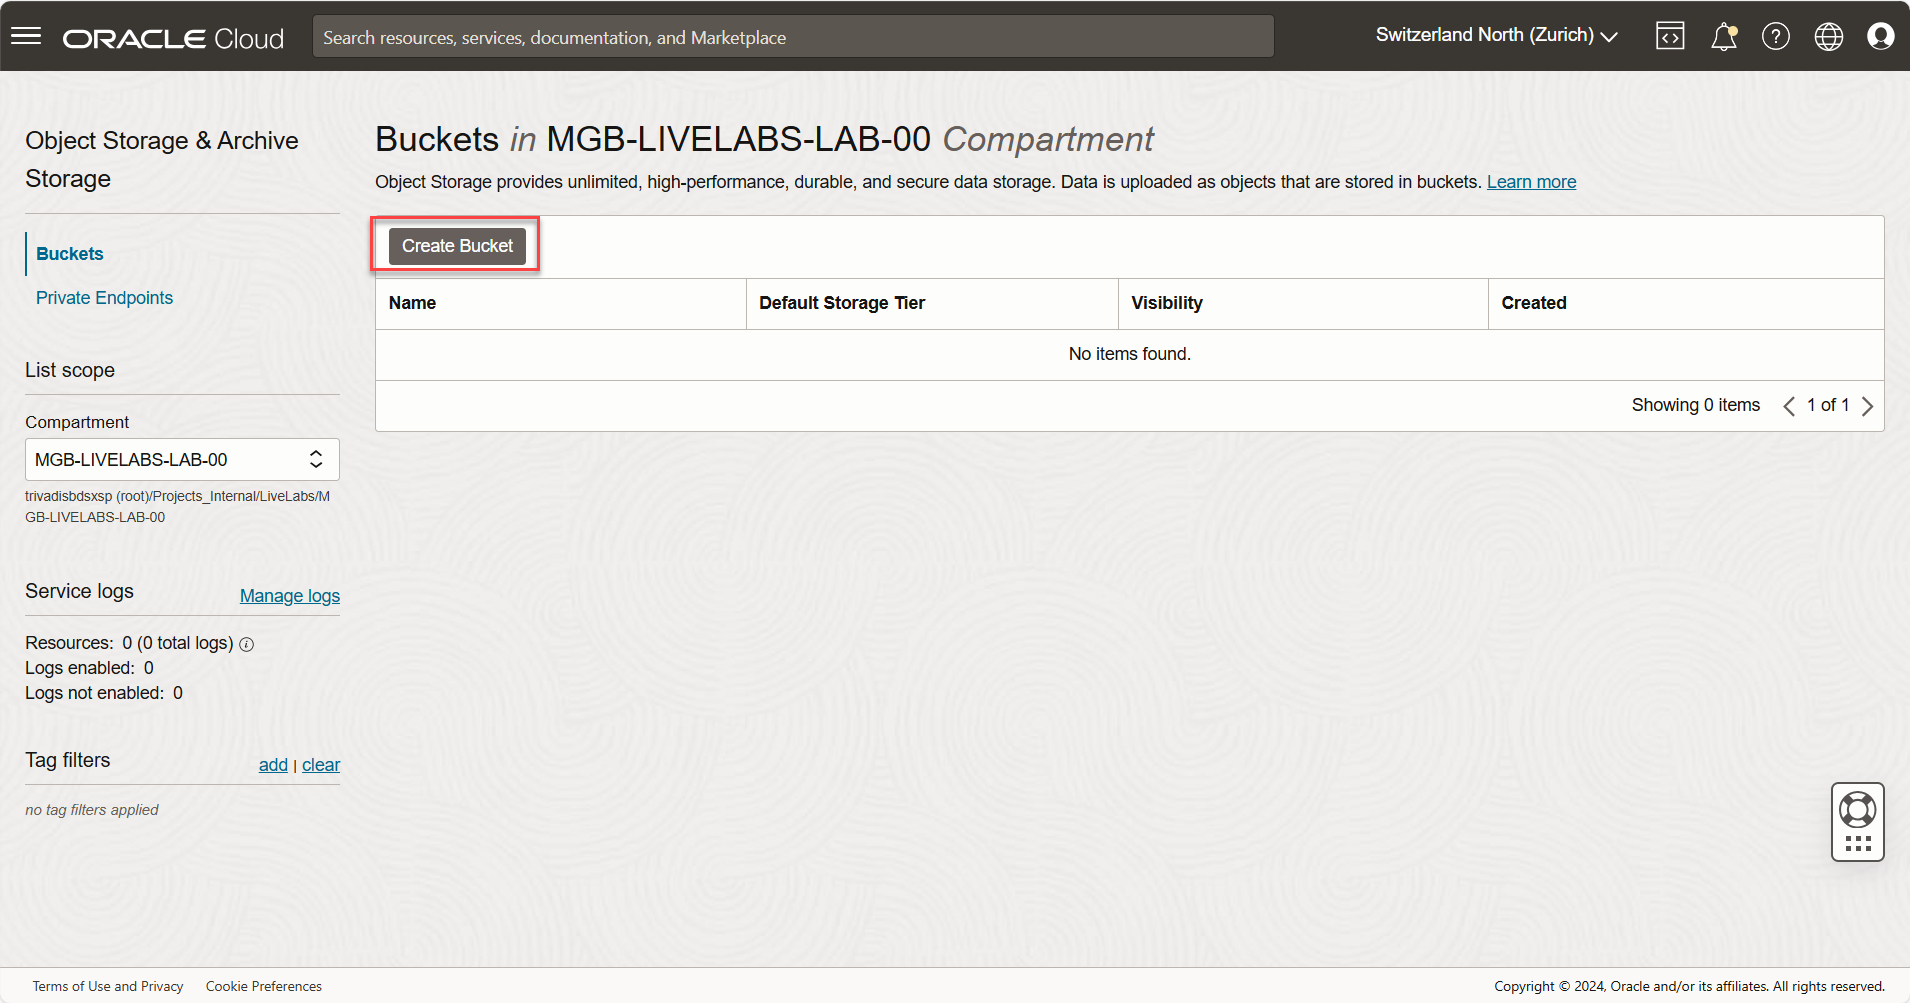 ORACLE Cloud
Search resources, services, documentation, and Marketplace
Switzerland North (Zurich)
Object Storage & Archive
Storage
Buckets
Private Endpoints
List scope
Compartment
MGB-LIVELABS-LAB-00
trivadisbdsxsp (root)/Projects_Internal/LiveLabs/M
GB-LIVELABS-LAB-00
Service logs Manage logs
Resources: 0 (0 total logs)
Logs enabled: 0
Logs not enabled: 0
Tag filters add | clear
no tag filters applied
Buckets in MGB-LIVELABS-LAB-00 Compartment
Object Storage provides unlimited, high-performance, durable, and secure data storage. Data is uploaded as objects that are stored in buckets. Learn more
Create Bucket
Name Default Storage Tier Visibility Created
No items found.
Showing 0 items 1 of 1
Terms of Use and Privacy Cookie Preferences
Copyright © 2024, Oracle and/or its affiliates. All rights reserved.